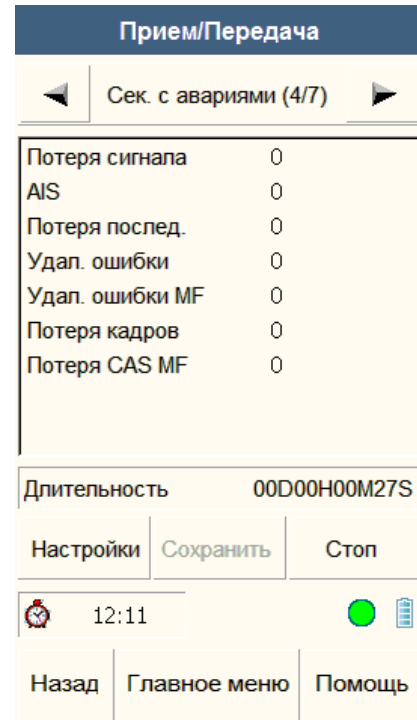 Прием/Передача
Сек. с авариями (4/7)
Потеря сигнала 0
AIS 0
Потеря послед. 0
Удал. ошибки 0
Удал. ошибки MF 0
Потеря кадров 0
Потеря CAS MF 0
Длительность 00D00H00M27S
Настройки Сохранить Стоп
12:11
Назад Главное меню Помощь